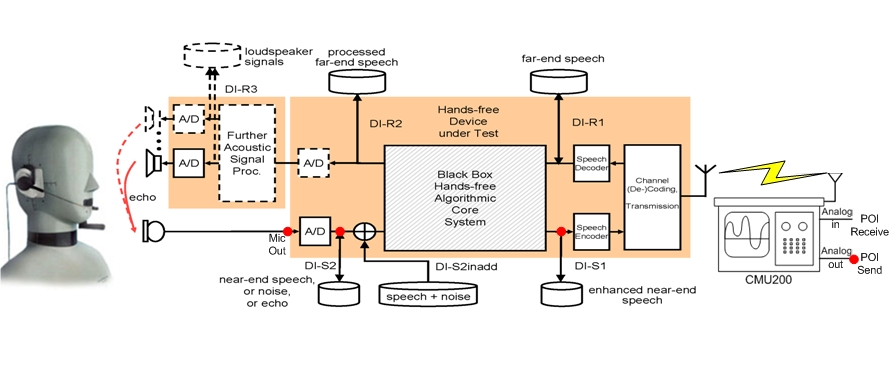 loudspeaker
signals
processed
far-end speech
far-end speech
DI-R3
DI-R2
DI-R1
Hands-free
Device
under Test
A/D
A/D
Further
Acoustic
Signal
Proc.
A/D
Black Box
Hands-free
Algorithmic
Core
System
Speech
Decoder
Channel
(De-)Coding,
Transmission
echo
Mic
Out
A/D
Speech
Encoder
DI-S2
DI-S2inadd
DI-S1
near-end speech,
or noise,
or echo
speech + noise
enhanced near-end
speech
Analog
in
POI
Receive
Analog
out
POI
Send
CMU200